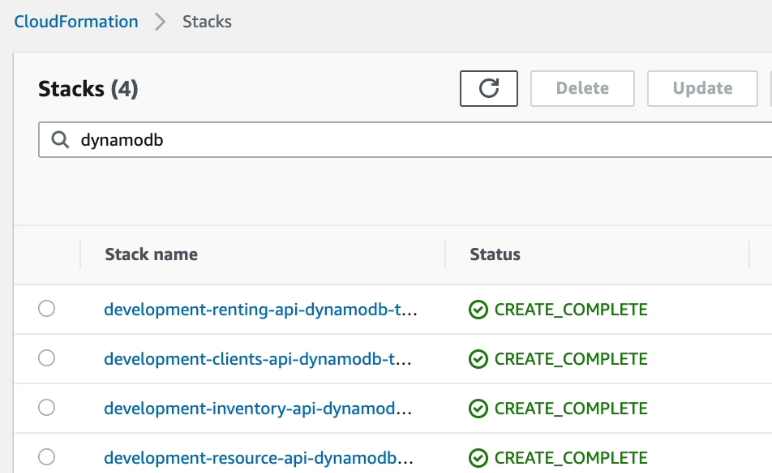 CloudFormation > Stacks
Stacks (4)
Delete
Update
dynamodb
Stack name
Status
development-renting-api-dynamodb-t...
CREATE_COMPLETE
development-clients-api-dynamodb-t...
CREATE_COMPLETE
development-inventory-api-dynamod...
CREATE_COMPLETE
development-resource-api-dynamodb...
CREATE_COMPLETE